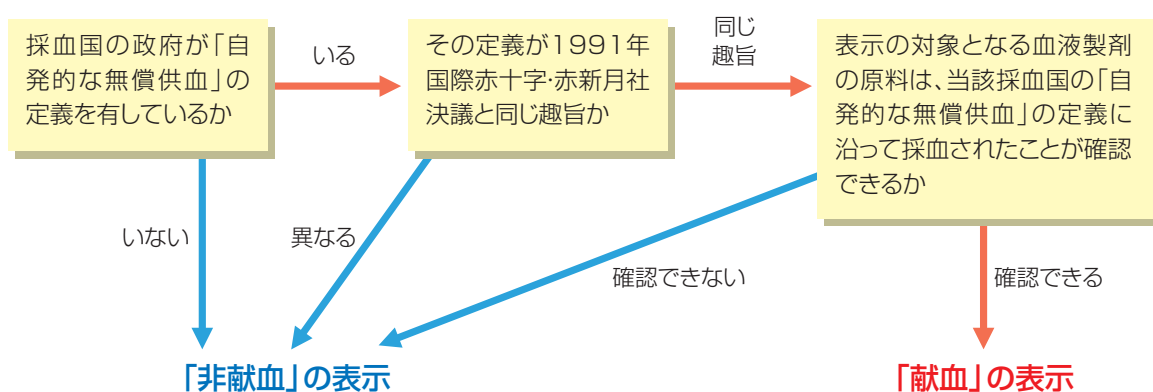 採血国の政府が「自
発的な無償供血」の
定義を有しているか
いる
その定義が1991年
国際赤十字・赤新月社
決議と同じ趣旨か
同じ
趣旨
表示の対象となる血液製剤
の原料は、当該採血国の「自
発的な無償供血」の定義に
沿って採血されたことが確認
できるか
いない
異なる
確認できない
確認できる
「非献血」の表示
「献血」の表示